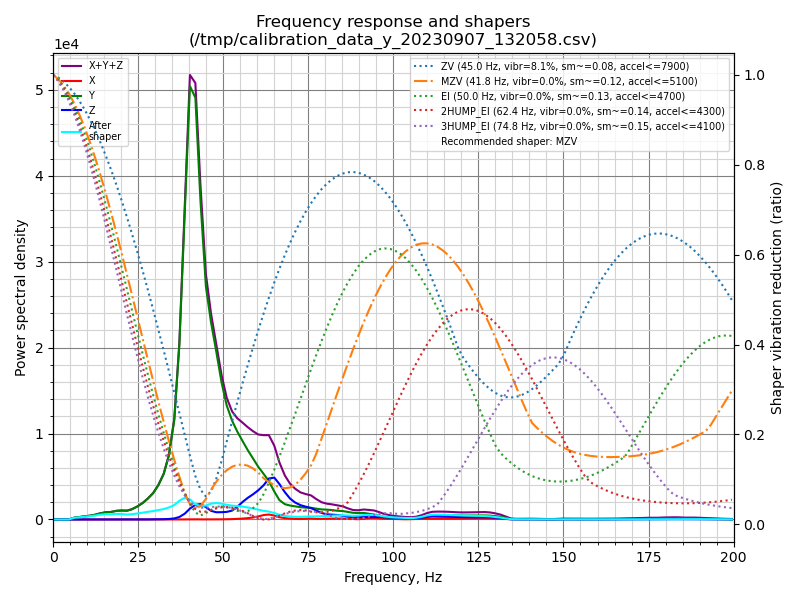 Frequency response and shapers
(/tmp/calibration_data_y_20230907_132058.csv)
1e4
X+Y+Z
X
Y
Z
After
shaper
ZV (45.0 Hz, vibr=8.1%, sm~=0.08, accel<=7900)
MZV (41.8 Hz, vibr=0.0%, sm~=0.12, accel<=5100)
EI (50.0 Hz, vibr=0.0%, sm~=0.13, accel<=4700)
2HUMP_EI (62.4 Hz, vibr=0.0%, sm~=0.14, accel<=4300)
3HUMP_EI (74.8 Hz, vibr=0.0%, sm~=0.15, accel<=4100)
Recommended shaper: MZV
Power spectral density
5
4
3
2
1
0
1.0
0.8
0.6
0.4
0.2
0.0
Shaper vibration reduction (ratio)
0 25 50 75 100 125 150 175 200
Frequency, Hz